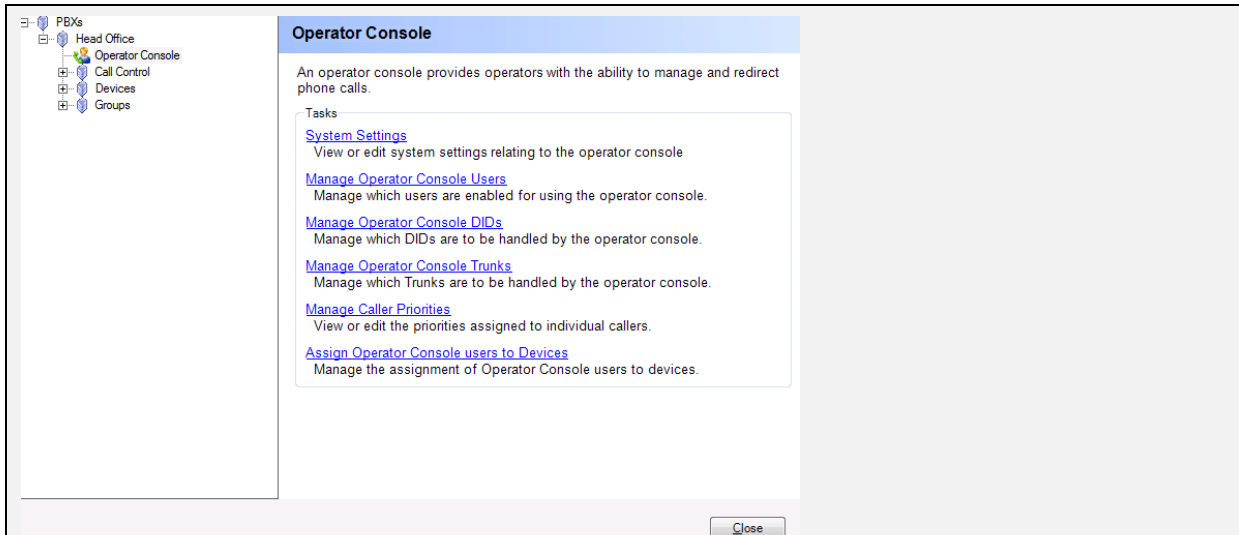 PBXs
Head Office
Operator Console
Call Control
Devices
Groups
Operator Console
An operator console provides operators with the ability to manage and redirect
phone calls.
Tasks
System Settings
View or edit system settings relating to the operator console
Manage Operator Console Users
Manage which users are enabled for using the operator console.
Manage Operator Console DIDs
Manage which DIDs are to be handled by the operator console.
Manage Operator Console Trunks
Manage which Trunks are to be handled by the operator console.
Manage Caller Priorities
View or edit the priorities assigned to individual callers.
Assign Operator Console users to Devices
Manage the assignment of Operator Console users to devices.
Close